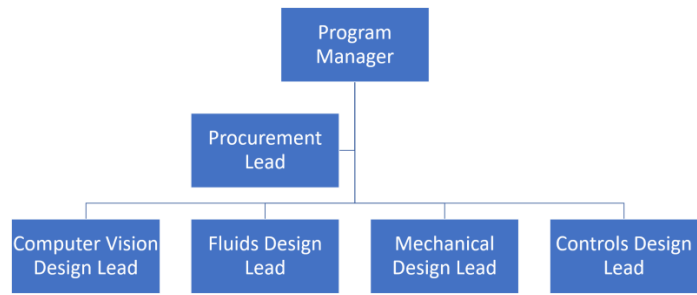 Program
Manager
Procurement
Lead
Computer Vision
Design Lead
Fluids Design
Lead
Mechanical
Design Lead
Controls Design
Lead